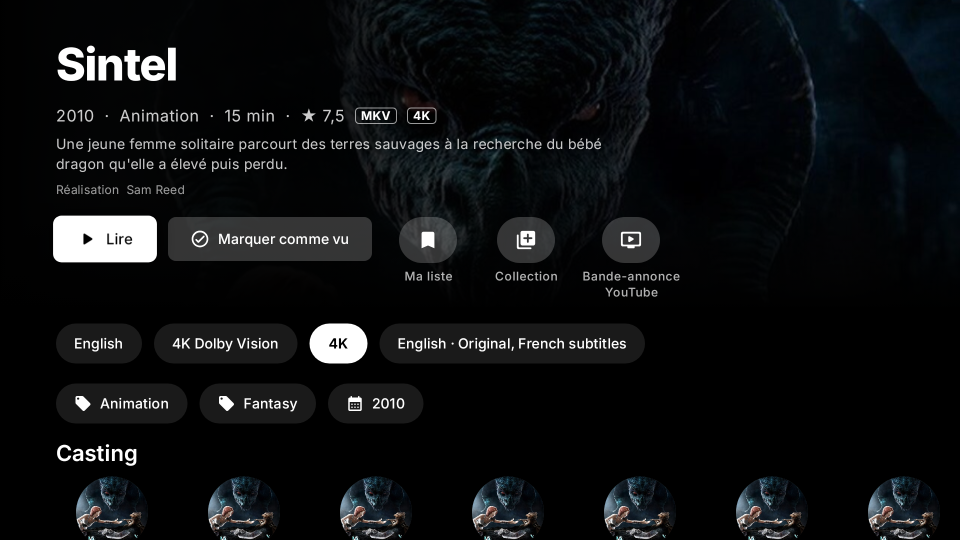 Sintel
2010 · Animation · 15 min · ★ 7,5 MKV 4K
Une jeune femme solitaire parcourt des terres sauvages à la recherche du bébé
dragon qu'elle a élevé puis perdu.
Réalisation Sam Reed
Lire
Marquer comme vu
Ma liste
Collection
Bande-annonce
YouTube
English
4K Dolby Vision
4K
English · Original, French subtitles
Animation
Fantasy
2010
Casting